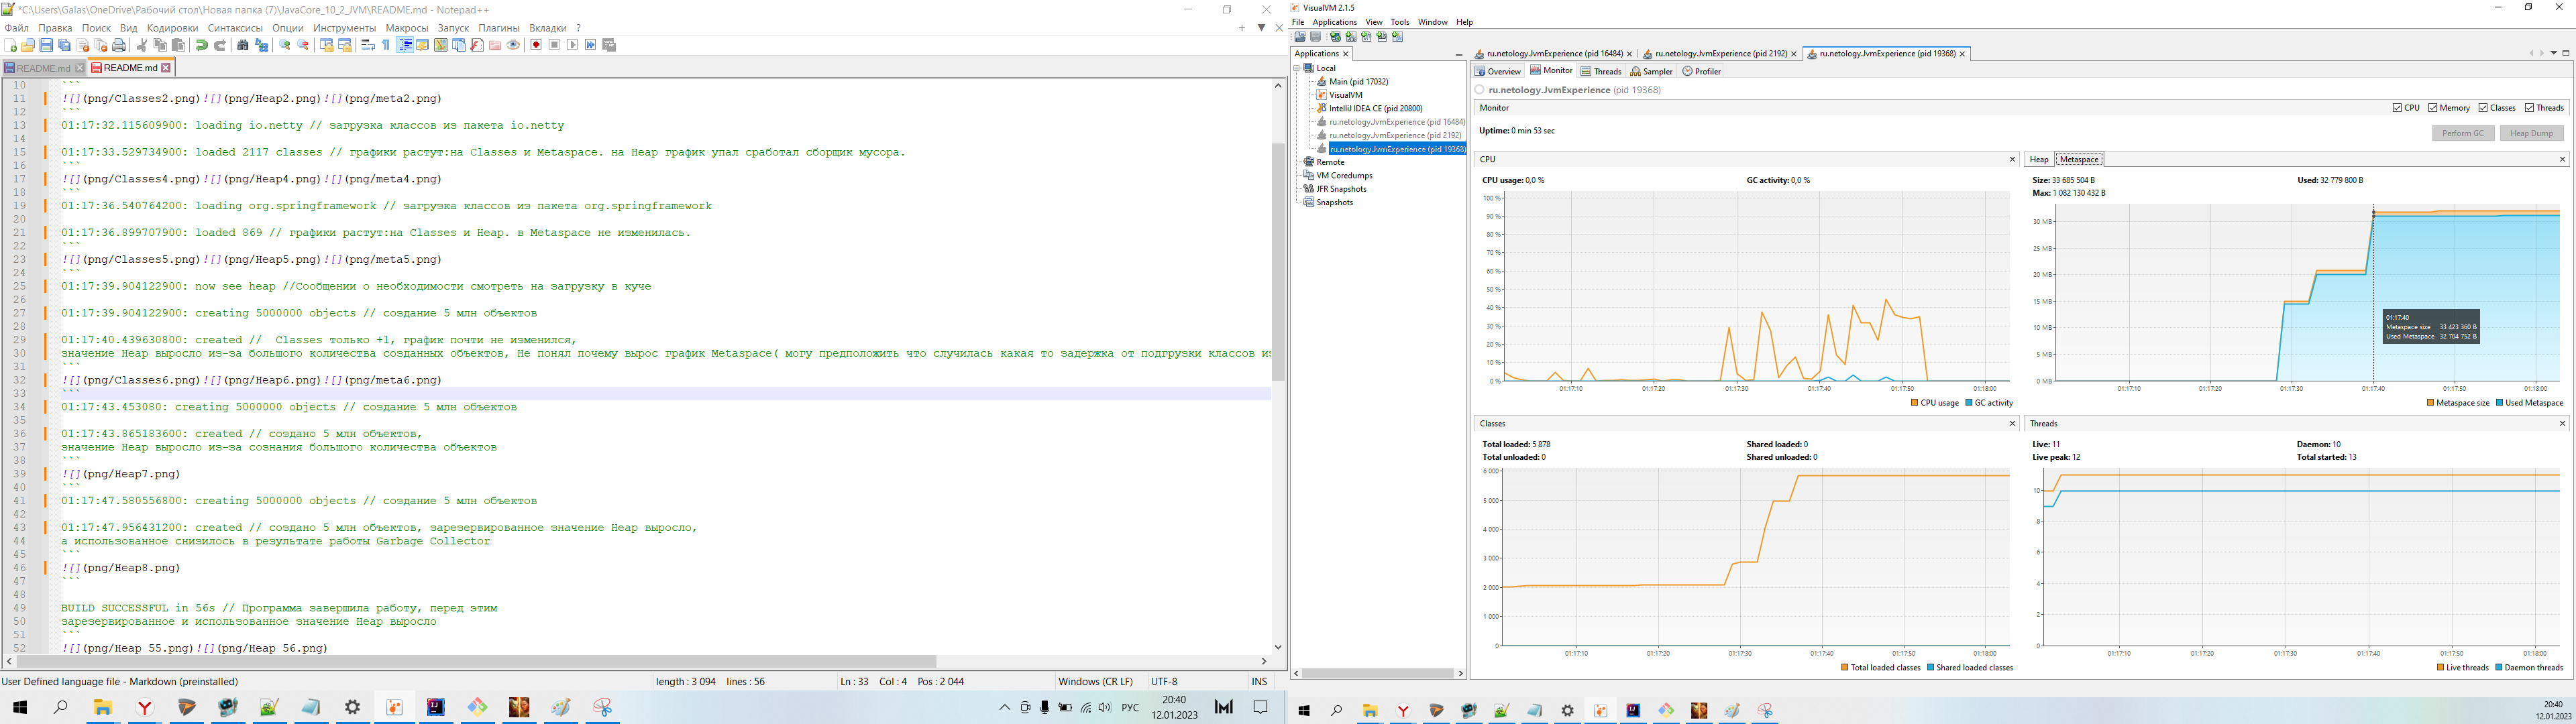 *C:\Users\Galas\OneDrive\Рабочий стол\Новая папка (7)\JavaCore_10_2_JVM\README.md - Notepad++
Файл Правка Поиск Вид Кодировки Синтаксисы Опции Инструменты Макросы Запуск Плагины Вкладки ?
README.md README.md
10 ```
11 ![](png/Classes2.png)![](png/Heap2.png)![](png/meta2.png)
12 ```
13 01:17:32.115609900: loading io.netty // загрузка классов из пакета io.netty
14
15 01:17:33.529734900: loaded 2117 classes // графики растут:на Classes и Metaspace. на Heap график упал сработал сборщик мусора.
16 ```
17 ![](png/Classes4.png)![](png/Heap4.png)![](png/meta4.png)
18 ```
19 01:17:36.540764200: loading org.springframework // загрузка классов из пакета org.springframework
20
21 01:17:36.899707900: loaded 869 // графики растут:на Classes и Heap. в Metaspace не изменилась.
22 ```
23 ![](png/Classes5.png)![](png/Heap5.png)![](png/meta5.png)
24 ```
25 01:17:39.904122900: now see heap //Сообщении о необходимости смотреть на загрузку в куче
26
27 01:17:39.904122900: creating 5000000 objects // создание 5 млн объектов
28
29 01:17:40.439630800: created //  Classes только +1, график почти не изменился,
30 значение Heap выросло из-за большого количества созданных объектов, Не понял почему вырос график Metaspace( могу предположить что случилась какая то задержка от подгрузки классов из
31 ```
32 ![](png/Classes6.png)![](png/Heap6.png)![](png/meta6.png)
33 ```
34 01:17:43.453080: creating 5000000 objects // создание 5 млн объектов
35
36 01:17:43.865183600: created // создано 5 млн объектов,
37 значение Heap выросло из-за сознания большого количества объектов
38 ```
39 ![](png/Heap7.png)
40 ```
41 01:17:47.580556800: creating 5000000 objects // создание 5 млн объектов
42
43 01:17:47.956431200: created // создано 5 млн объектов, зарезервированное значение Heap выросло,
44 а использованное снизилось в результате работы Garbage Collector
45 ```
46 ![](png/Heap8.png)
47 ```
48
49 BUILD SUCCESSFUL in 56s // Программа завершила работу, перед этим
50 зарезервированное и использованное значение Heap выросло
51 ```
52 ![](png/Heap 55.png)![](png/Heap 56.png)
User Defined language file - Markdown (preinstalled) length : 3 094 lines : 56 Ln : 33 Col : 4 Pos : 2 044 Windows (CR LF) UTF-8 INS
РУС 20:40
12.01.2023
VisualVM 2.1.5
File Applications View Tools Window Help
Applications
Local
Main (pid 17032)
VisualVM
IntelliJ IDEA CE (pid 20800)
ru.netology.JvmExperience (pid 16484)
ru.netology.JvmExperience (pid 2192)
ru.netology.JvmExperience (pid 19368)
Remote
VM Coredumps
JFR Snapshots
Snapshots
ru.netology.JvmExperience (pid 16484) ru.netology.JvmExperience (pid 2192) ru.netology.JvmExperience (pid 19368)
Overview Monitor Threads Sampler Profiler
ru.netology.JvmExperience (pid 19368)
Monitor CPU Memory Classes Threads
Uptime: 0 min 53 sec Perform GC Heap Dump
CPU
CPU usage: 0,0 % GC activity: 0,0 %
100 %
90 %
80 %
70 %
60 %
50 %
40 %
30 %
20 %
10 %
0 %
01:17:10 01:17:20 01:17:30 01:17:40 01:17:50 01:18:00
CPU usage GC activity
Heap Metaspace
Size: 33 685 504 B Used: 32 779 800 B
Max: 1 082 130 432 B
30 MB
25 MB
20 MB
15 MB
10 MB
5 MB
0 MB
01:17:40
Metaspace size 33 423 360 B
Used Metaspace 32 704 752 B
01:17:10 01:17:20 01:17:30 01:17:40 01:17:50 01:18:00
Metaspace size Used Metaspace
Classes
Total loaded: 5 878 Shared loaded: 0
Total unloaded: 0 Shared unloaded: 0
6 000
5 000
4 000
3 000
2 000
1 000
0
01:17:10 01:17:20 01:17:30 01:17:40 01:17:50 01:18:00
Total loaded classes Shared loaded classes
Threads
Live: 11 Daemon: 10
Live peak: 12 Total started: 13
10
8
6
4
2
0
01:17:10 01:17:20 01:17:30 01:17:40 01:17:50 01:18:00
Live threads Daemon threads
20:40
12.01.2023